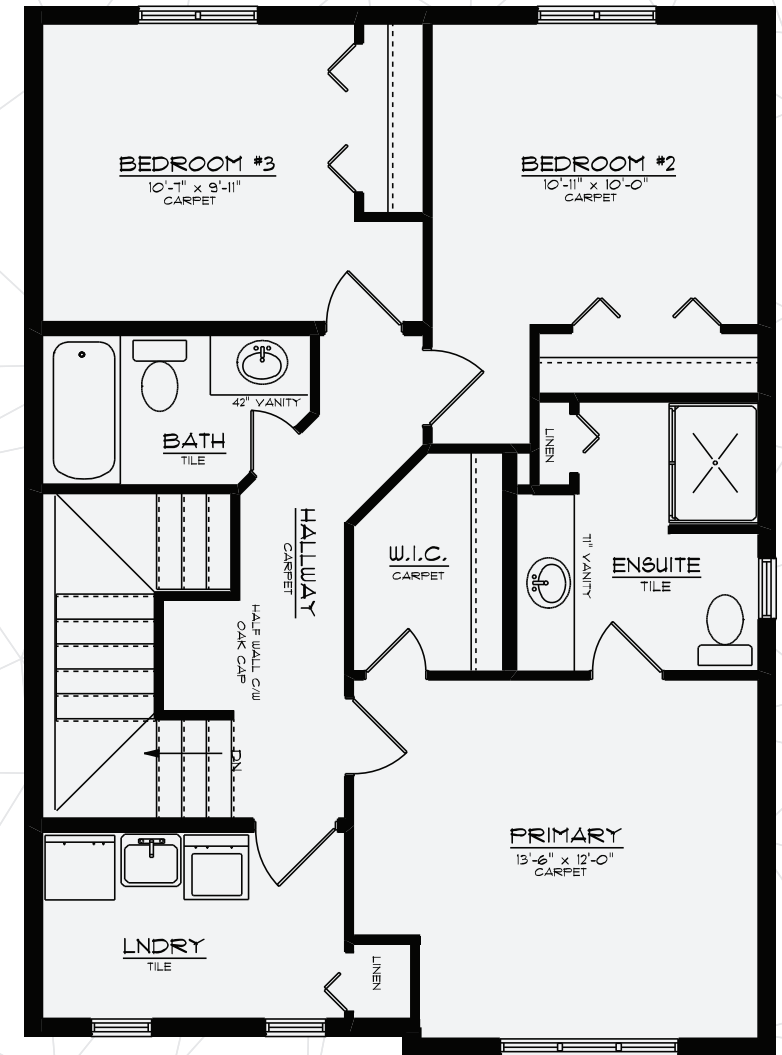 BEDROOM #3
10'-7" x 9'-11"
CARPET
BEDROOM #2
10'-11" x 10'-0"
CARPET
42" VANITY
BATH
TILE
LINEN
HALLWAY
CARPET
W.I.C.
CARPET
71" VANITY
ENSUITE
TILE
HALF WALL C/W
OAK CAP
DN
PRIMARY
13'-6" x 12'-0"
CARPET
LNDRY
TILE
LINEN